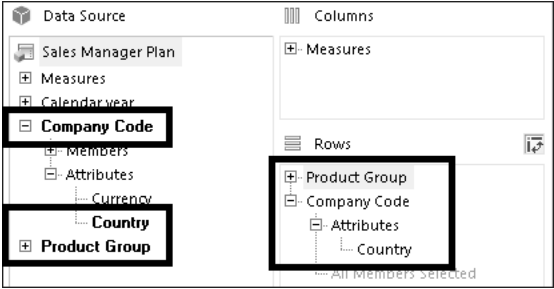 Data Source
Sales Manager Plan
Measures
Calendar year
Company Code
Members
Attributes
Currency
Country
Product Group
Columns
Measures
Rows
Product Group
Company Code
Attributes
Country
All Members Selected